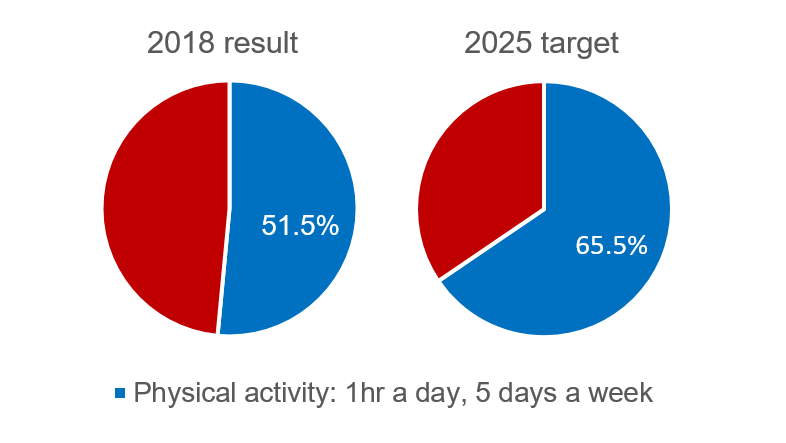 2018 result
2025 target
51.5%
65.5%
Physical activity: 1hr a day, 5 days a week